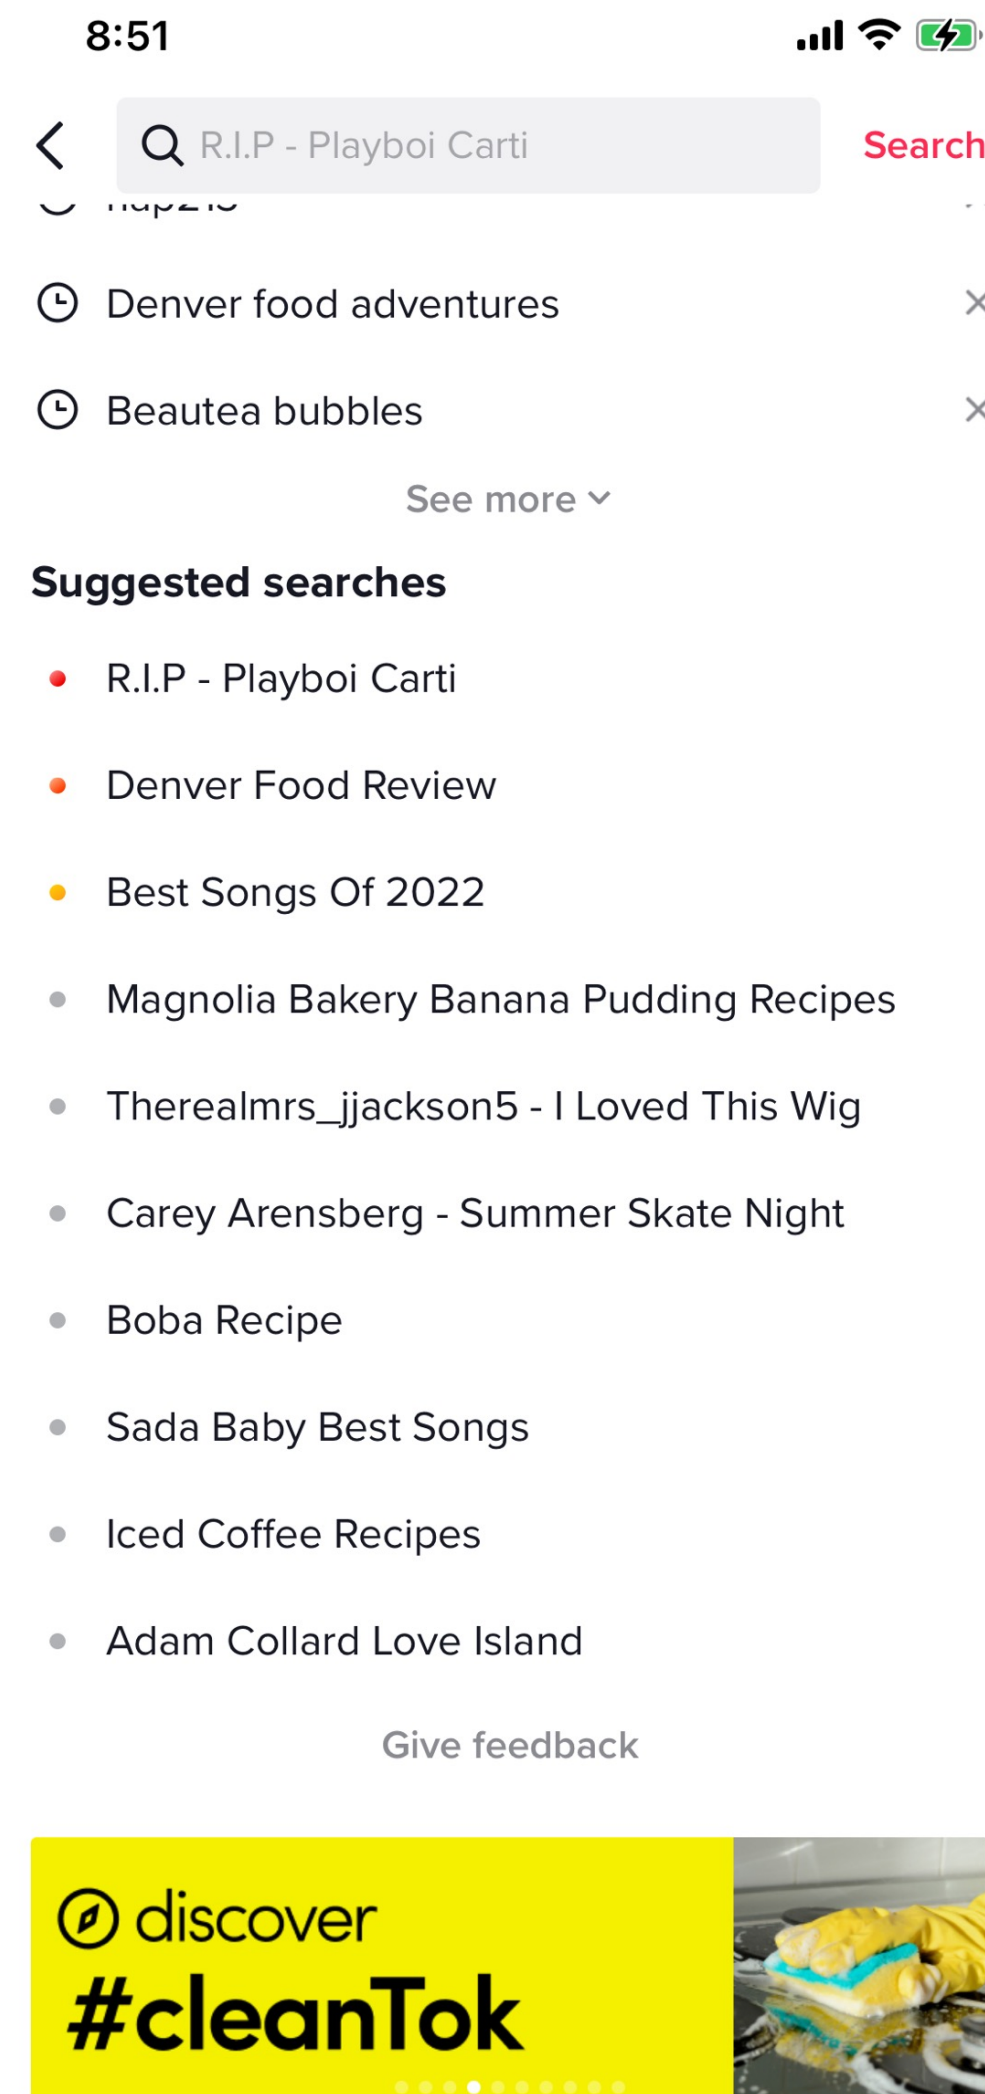 8:51
R.I.P - Playboi Carti
Search
Denver food adventures
Beautea bubbles
See more
Suggested searches
R.I.P - Playboi Carti
Denver Food Review
Best Songs Of 2022
Magnolia Bakery Banana Pudding Recipes
Therealmrs_jjackson5 - I Loved This Wig
Carey Arensberg - Summer Skate Night
Boba Recipe
Sada Baby Best Songs
Iced Coffee Recipes
Adam Collard Love Island
Give feedback
discover
#cleanTok